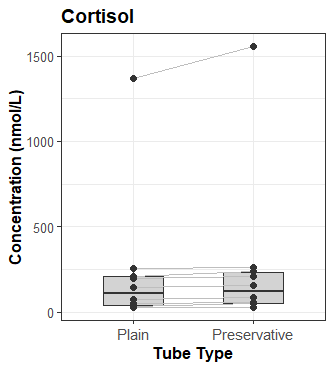 Cortisol
Concentration (nmol/L)
1500
1000
500
0
Plain Preservative
Tube Type